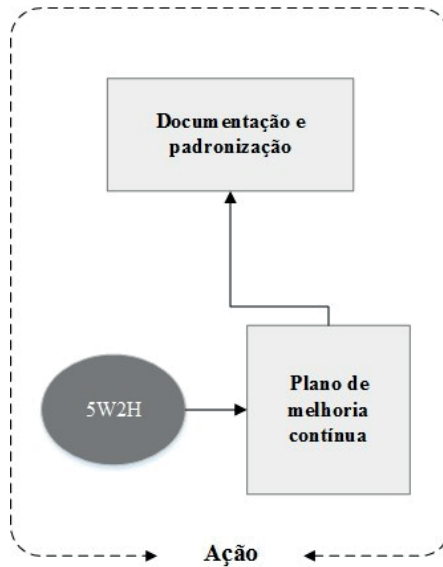 Documentação e
padronização
5W2H
Plano de
melhoria
contínua
Ação